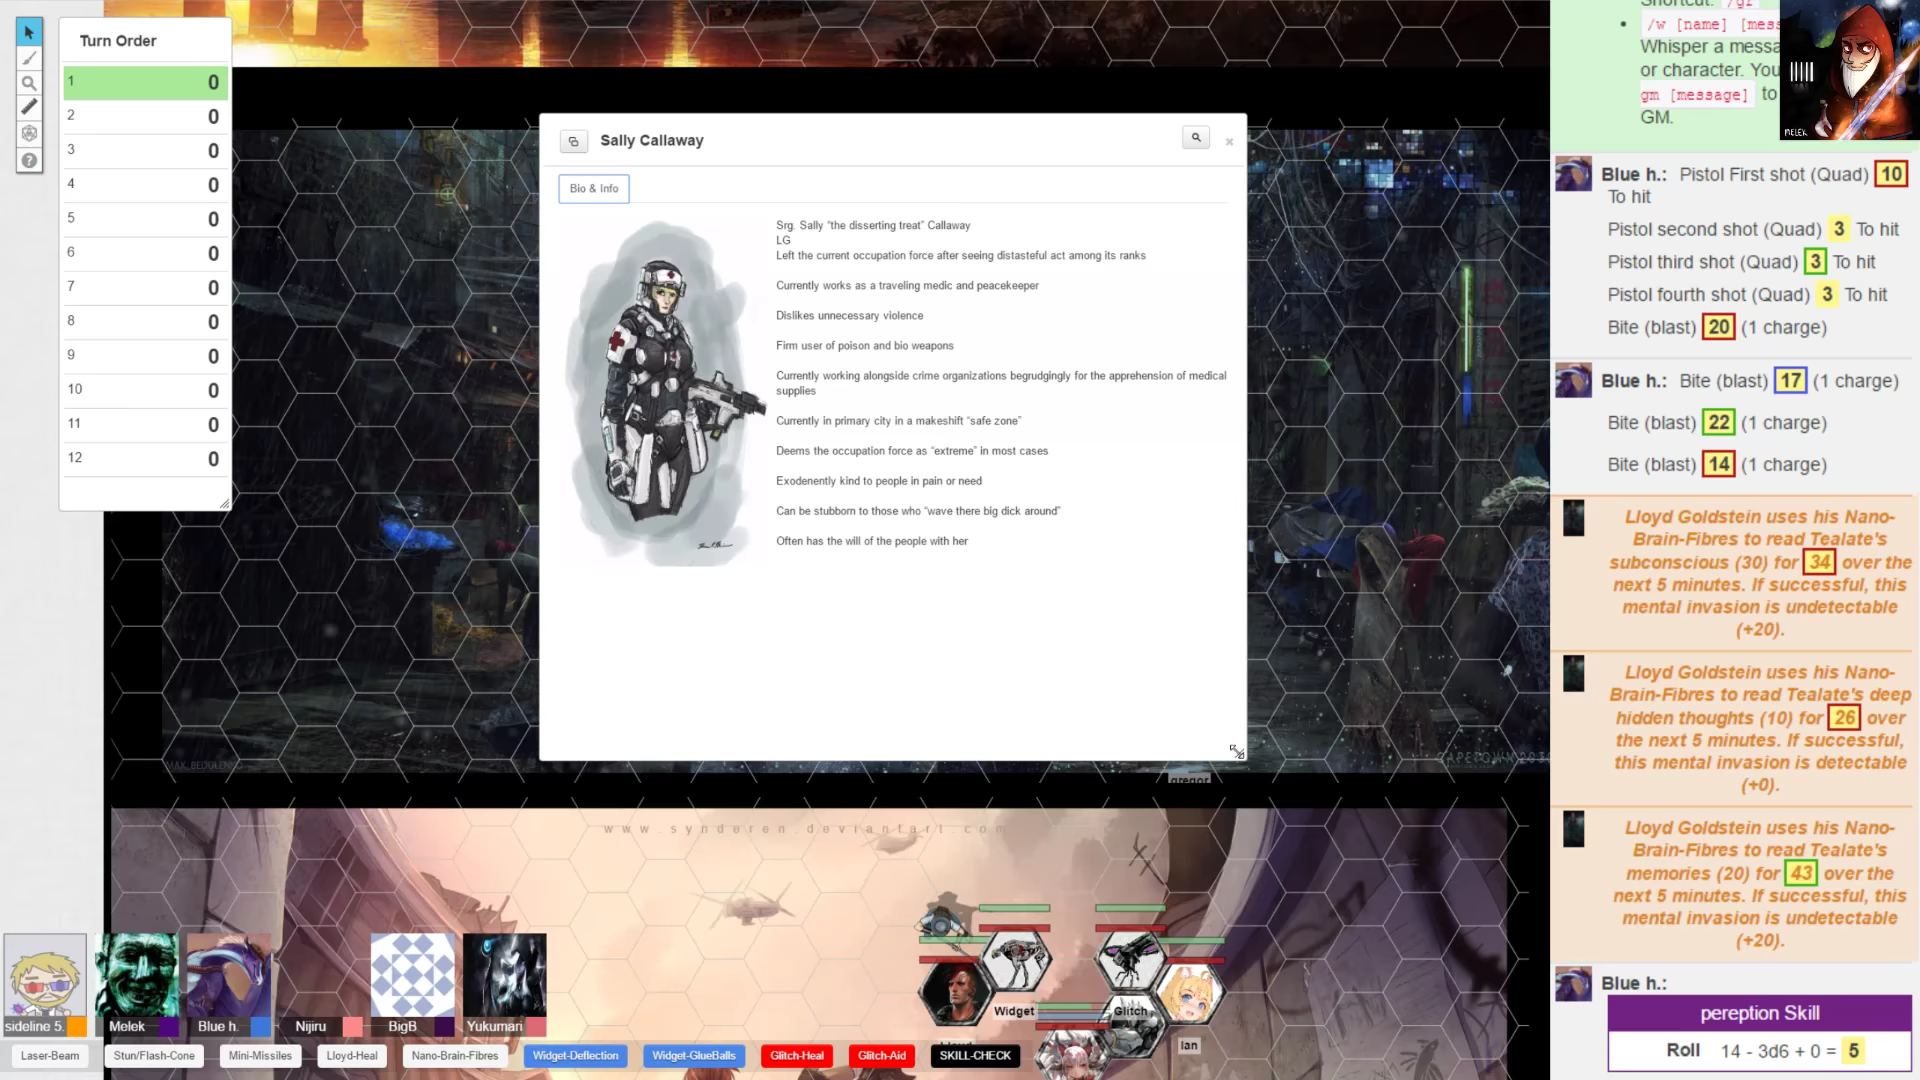 Turn Order
1 0
2 0
3 0
4 0
5 0
6 0
7 0
8 0
9 0
10 0
11 0
12 0
Sally Callaway
Bio & Info
Srg. Sally “the disserting treat” Callaway
LG
Left the current occupation force after seeing distasteful act among its ranks
Currently works as a traveling medic and peacekeeper
Dislikes unnecessary violence
Firm user of poison and bio weapons
Currently working alongside crime organizations begrudgingly for the apprehension of medical
supplies
Currently in primary city in a makeshift “safe zone”
Deems the occupation force as “extreme” in most cases
Exodenently kind to people in pain or need
Can be stubborn to those who “wave there big dick around”
Often has the will of the people with her
gregor
www.synderen.deviantart.com
Widget
Glitch
Ian
sideline 5.
Melek
Blue h.
Nijiru
BigB
Yukumari
Laser-Beam
Stun/Flash-Cone
Mini-Missiles
Lloyd-Heal
Nano-Brain-Fibres
Widget-Deflection
Widget-GlueBalls
Glitch-Heal
Glitch-Aid
SKILL-CHECK
Shortcut: /gr
/w [name] [mess
Whisper a messa
or character. You
gm [message] to
GM.
MELEK
Blue h.: Pistol First shot (Quad) 10
To hit
Pistol second shot (Quad) 3 To hit
Pistol third shot (Quad) 3 To hit
Pistol fourth shot (Quad) 3 To hit
Bite (blast) 20 (1 charge)
Blue h.: Bite (blast) 17 (1 charge)
Bite (blast) 22 (1 charge)
Bite (blast) 14 (1 charge)
Lloyd Goldstein uses his Nano-
Brain-Fibres to read Tealate's
subconscious (30) for 34 over the
next 5 minutes. If successful, this
mental invasion is undetectable
(+20).
Lloyd Goldstein uses his Nano-
Brain-Fibres to read Tealate's deep
hidden thoughts (10) for 26 over
the next 5 minutes. If successful,
this mental invasion is detectable
(+0).
Lloyd Goldstein uses his Nano-
Brain-Fibres to read Tealate's
memories (20) for 43 over the
next 5 minutes. If successful, this
mental invasion is undetectable
(+20).
Blue h.:
pereption Skill
Roll 14 - 3d6 + 0 = 5